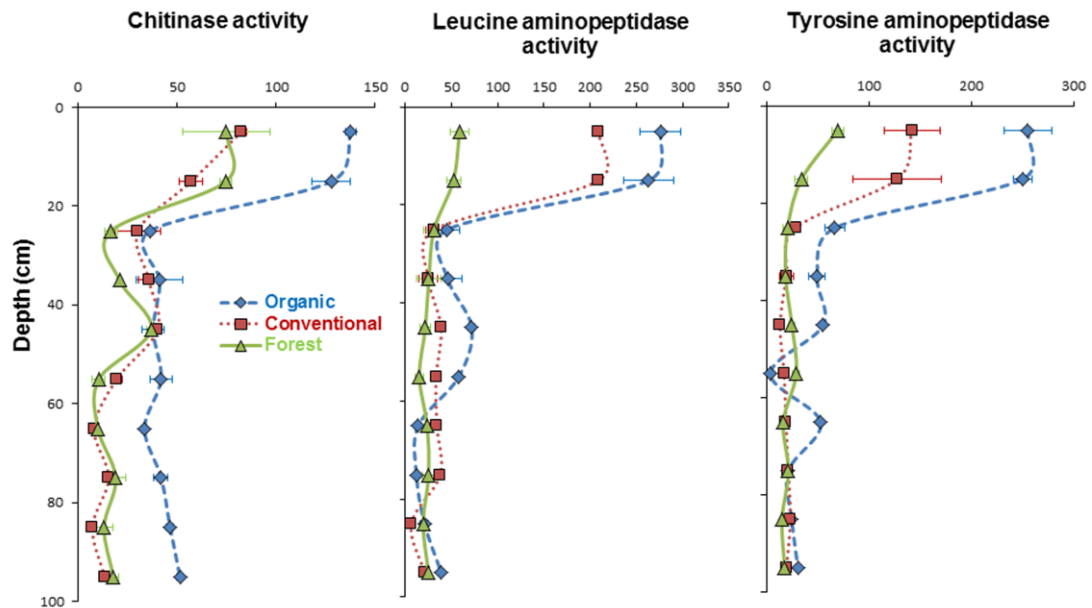 Chitinase activity
Leucine aminopeptidase
activity
Tyrosine aminopeptidase
activity
0 50 100 150
0 50 100 150 200 250 300 350
0 100 200 300
0
20
40
60
80
100
Depth (cm)
Organic
Conventional
Forest